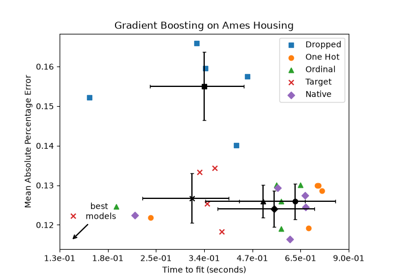 Gradient Boosting on Ames Housing
Mean Absolute Percentage Error
0.16
0.15
0.14
0.13
0.12
Dropped
One Hot
Ordinal
Target
Native
best
models
1.3e-01 1.8e-01 2.5e-01 3.4e-01 4.7e-01 6.5e-01 9.0e-01
Time to fit (seconds)